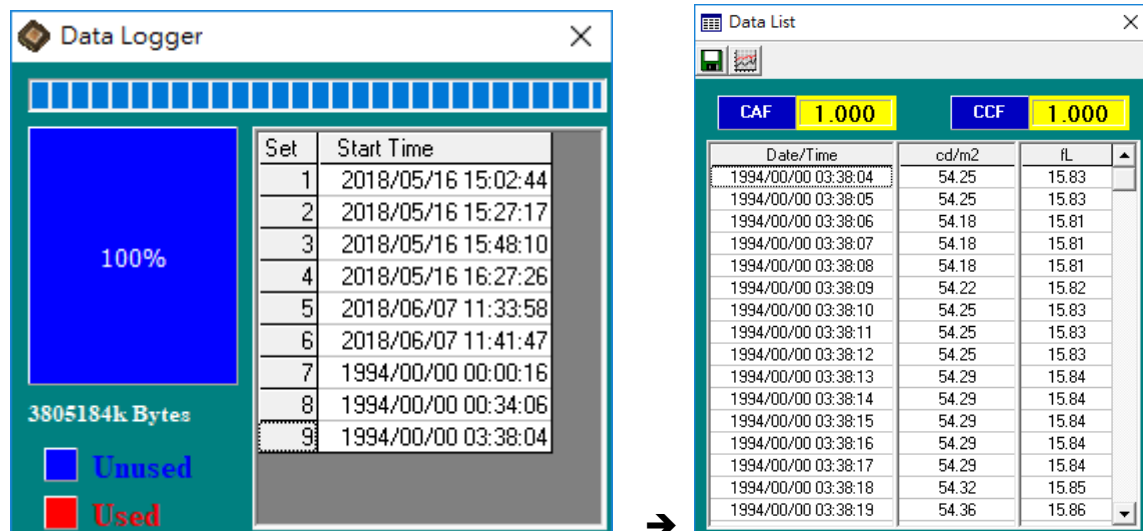 Data Logger
100%
3805184k Bytes
Unused
Used
Set Start Time
1 2018/05/16 15:02:44
2 2018/05/16 15:27:17
3 2018/05/16 15:48:10
4 2018/05/16 16:27:26
5 2018/06/07 11:33:58
6 2018/06/07 11:41:47
7 1994/00/00 00:00:16
8 1994/00/00 00:34:06
9 1994/00/00 03:38:04
➔
Data List
CAF 1.000 CCF 1.000
Date/Time cd/m2 fL
1994/00/00 03:38:04 54.25 15.83
1994/00/00 03:38:05 54.25 15.83
1994/00/00 03:38:06 54.18 15.81
1994/00/00 03:38:07 54.18 15.81
1994/00/00 03:38:08 54.18 15.81
1994/00/00 03:38:09 54.22 15.82
1994/00/00 03:38:10 54.25 15.83
1994/00/00 03:38:11 54.25 15.83
1994/00/00 03:38:12 54.25 15.83
1994/00/00 03:38:13 54.29 15.84
1994/00/00 03:38:14 54.29 15.84
1994/00/00 03:38:15 54.29 15.84
1994/00/00 03:38:16 54.29 15.84
1994/00/00 03:38:17 54.29 15.84
1994/00/00 03:38:18 54.32 15.85
1994/00/00 03:38:19 54.36 15.86